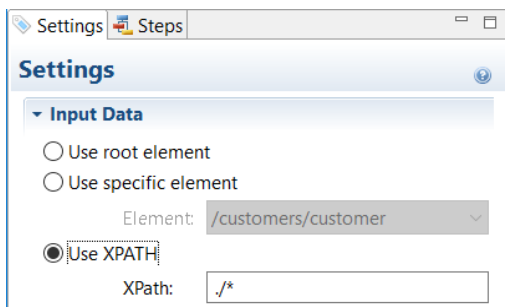 Settings Steps
Settings
Input Data
Use root element
Use specific element
Element: /customers/customer
Use XPATH
XPath: ./*